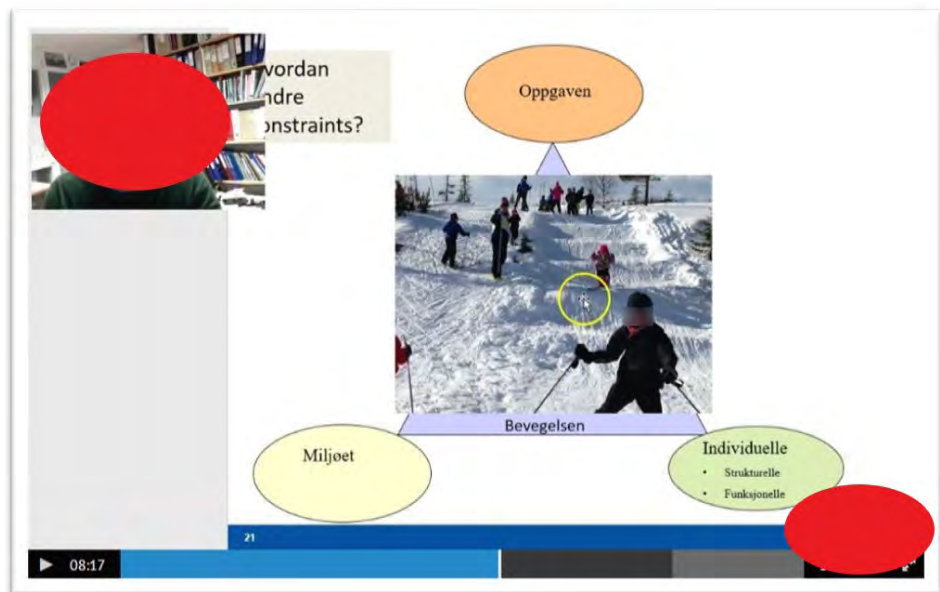 vordan
ndre
onstraints?
Oppgaven
Bevegelsen
Miljøet
Individuelle
• Strukturelle
• Funksjonelle
21
08:17